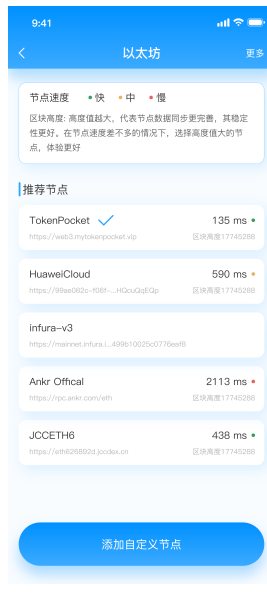 9:41
以太坊 更多
节点速度 快 中 慢
区块高度: 高度值越大，代表节点数据同步更完善，其稳定
性更好。在节点速度差不多的情况下，选择高度值大的节
点，体验更好
推荐节点
TokenPocket 135 ms
https://web3.mytokenpocket.vip 区块高度17745288
HuaweiCloud 590 ms
https://99ae082c-f06f-...HQcuQqEQp 区块高度17745288
infura-v3
https://mainnet.infura.i...499b10025c0776eaf8
Ankr Offical 2113 ms
https://rpc.ankr.com/eth 区块高度17745288
JCCETH6 438 ms
https://eth626892d.jccdex.cn 区块高度17745288
添加自定义节点